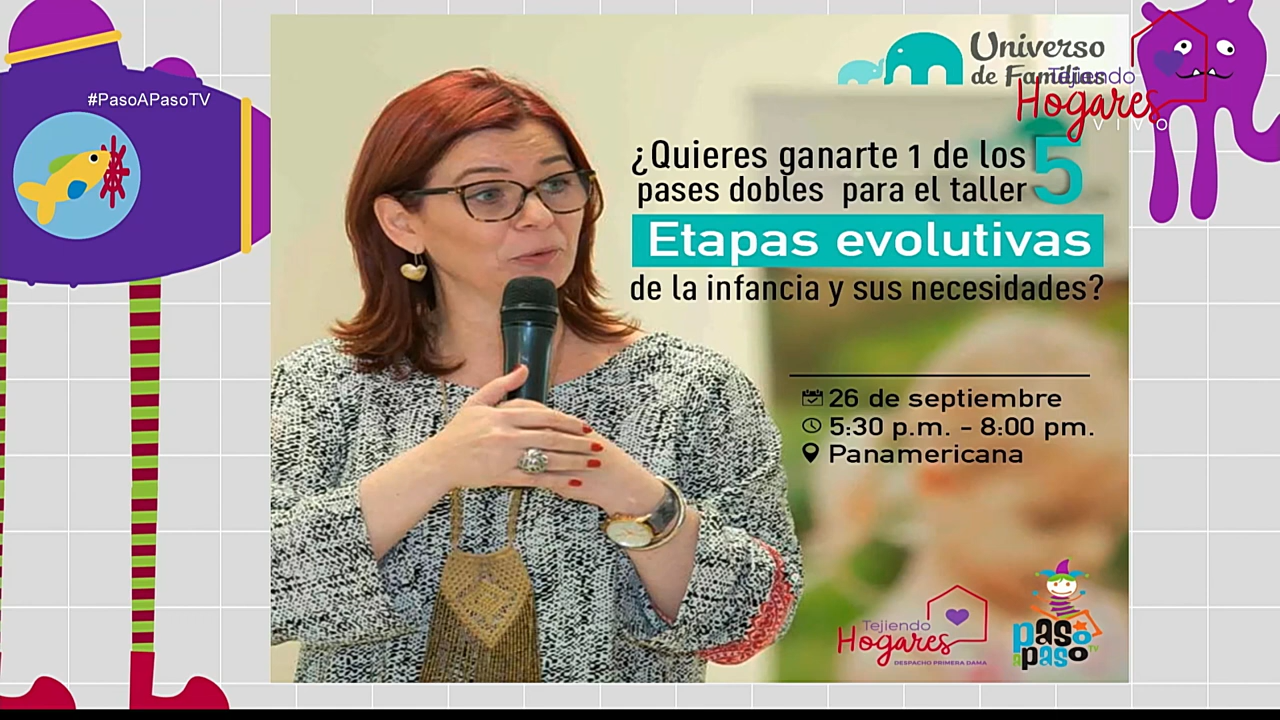 #PasoAPasoTV
Universo
de Familias
Tejiendo
Hogares
VIVO
¿Quieres ganarte 1 de los 5
pases dobles para el taller
Etapas evolutivas
de la infancia y sus necesidades?
26 de septiembre
5:30 p.m. - 8:00 pm.
Panamericana
Tejiendo
Hogares
DESPACHO PRIMERA DAMA
paso
a paso TV